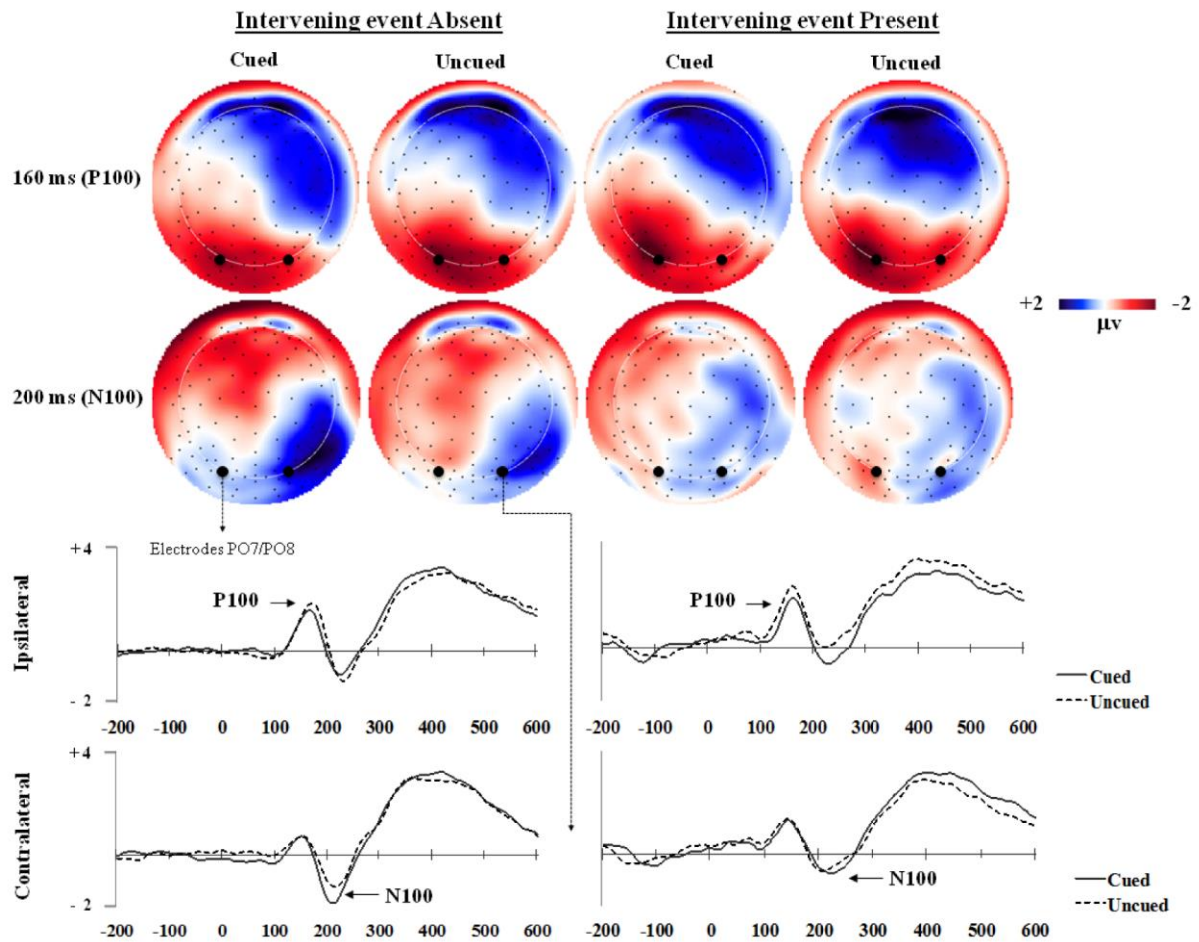 Intervening event Absent Intervening event Present
Cued Uncued Cued Uncued
160 ms (P100)
+2 -2
μv
200 ms (N100)
Electrodes PO7/PO8
Ipsilateral
+4
P100
P100
- 2
Cued
Uncued
-200 -100 0 100 200 300 400 500 600
-200 -100 0 100 200 300 400 500 600
Contralateral
+4
N100
N100
- 2
Cued
Uncued
-200 -100 0 100 200 300 400 500 600
-200 -100 0 100 200 300 400 500 600